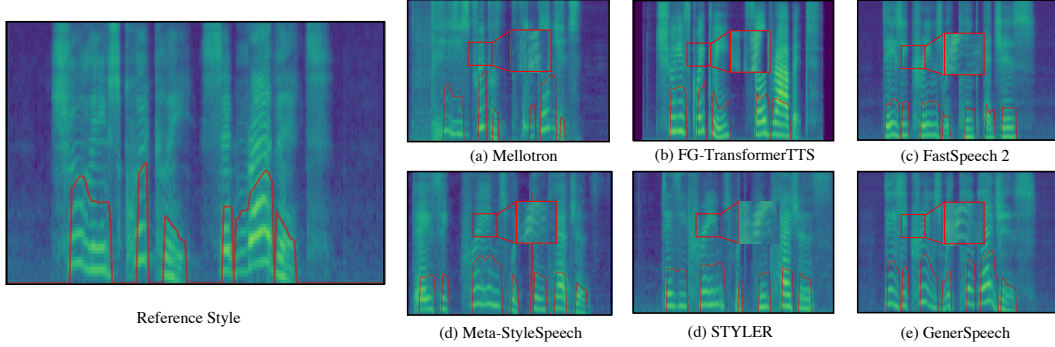 Reference Style
(a) Mellotron
(b) FG-TransformerTTS
(c) FastSpeech 2
(d) Meta-StyleSpeech
(d) STYLER
(e) GenerSpeech